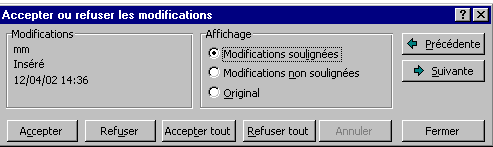 Accepter ou refuser les modifications
Modifications
mm
Inséré
12/04/02 14:36
Affichage
Modifications soulignées
Modifications non soulignées
Original
Précédente
Suivante
Accepter
Refuser
Accepter tout
Refuser tout
Annuler
Fermer